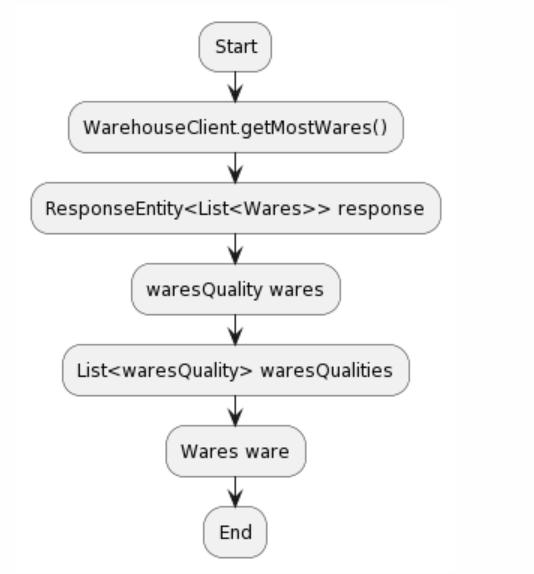 Start
WarehouseClient.getMostWares()
ResponseEntity<List<Wares>> response
waresQuality wares
List<waresQuality> waresQualities
Wares ware
End